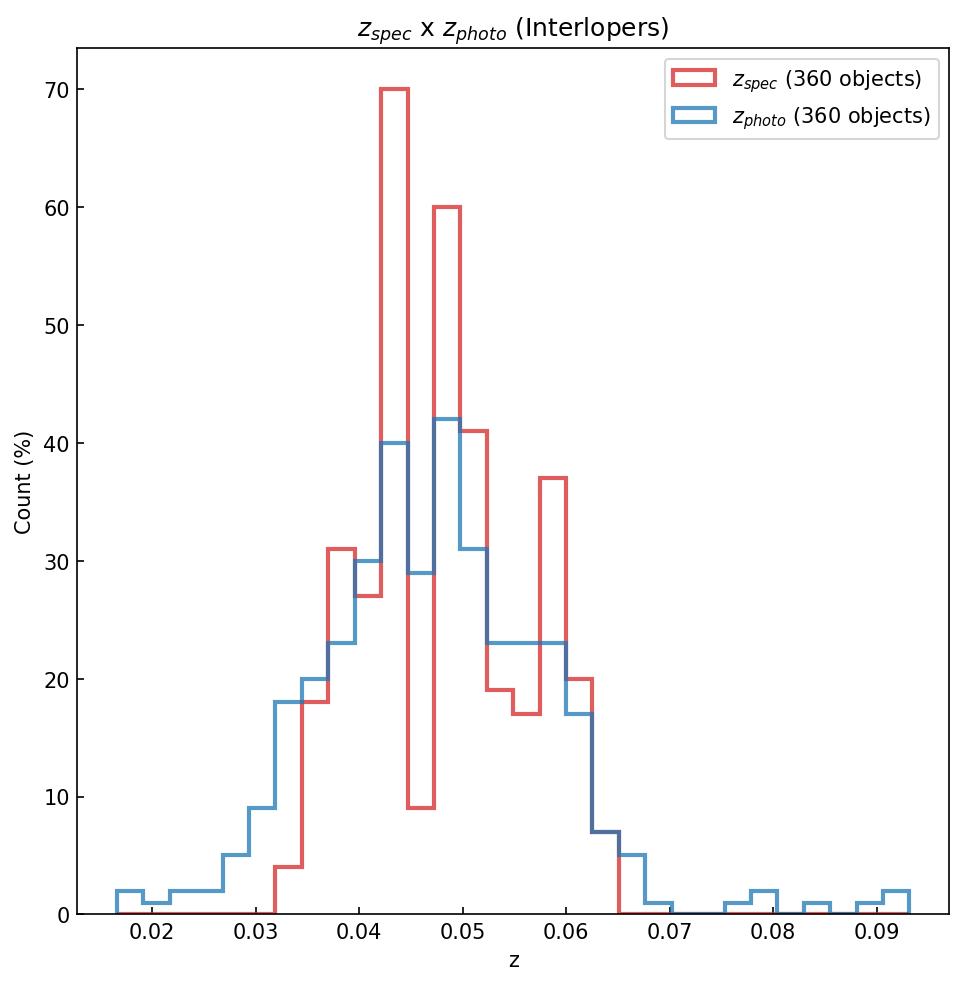 z_spec x z_photo (Interlopers)
z_spec (360 objects)
z_photo (360 objects)
Count (%)
70
60
50
40
30
20
10
0
0.02 0.03 0.04 0.05 0.06 0.07 0.08 0.09
z